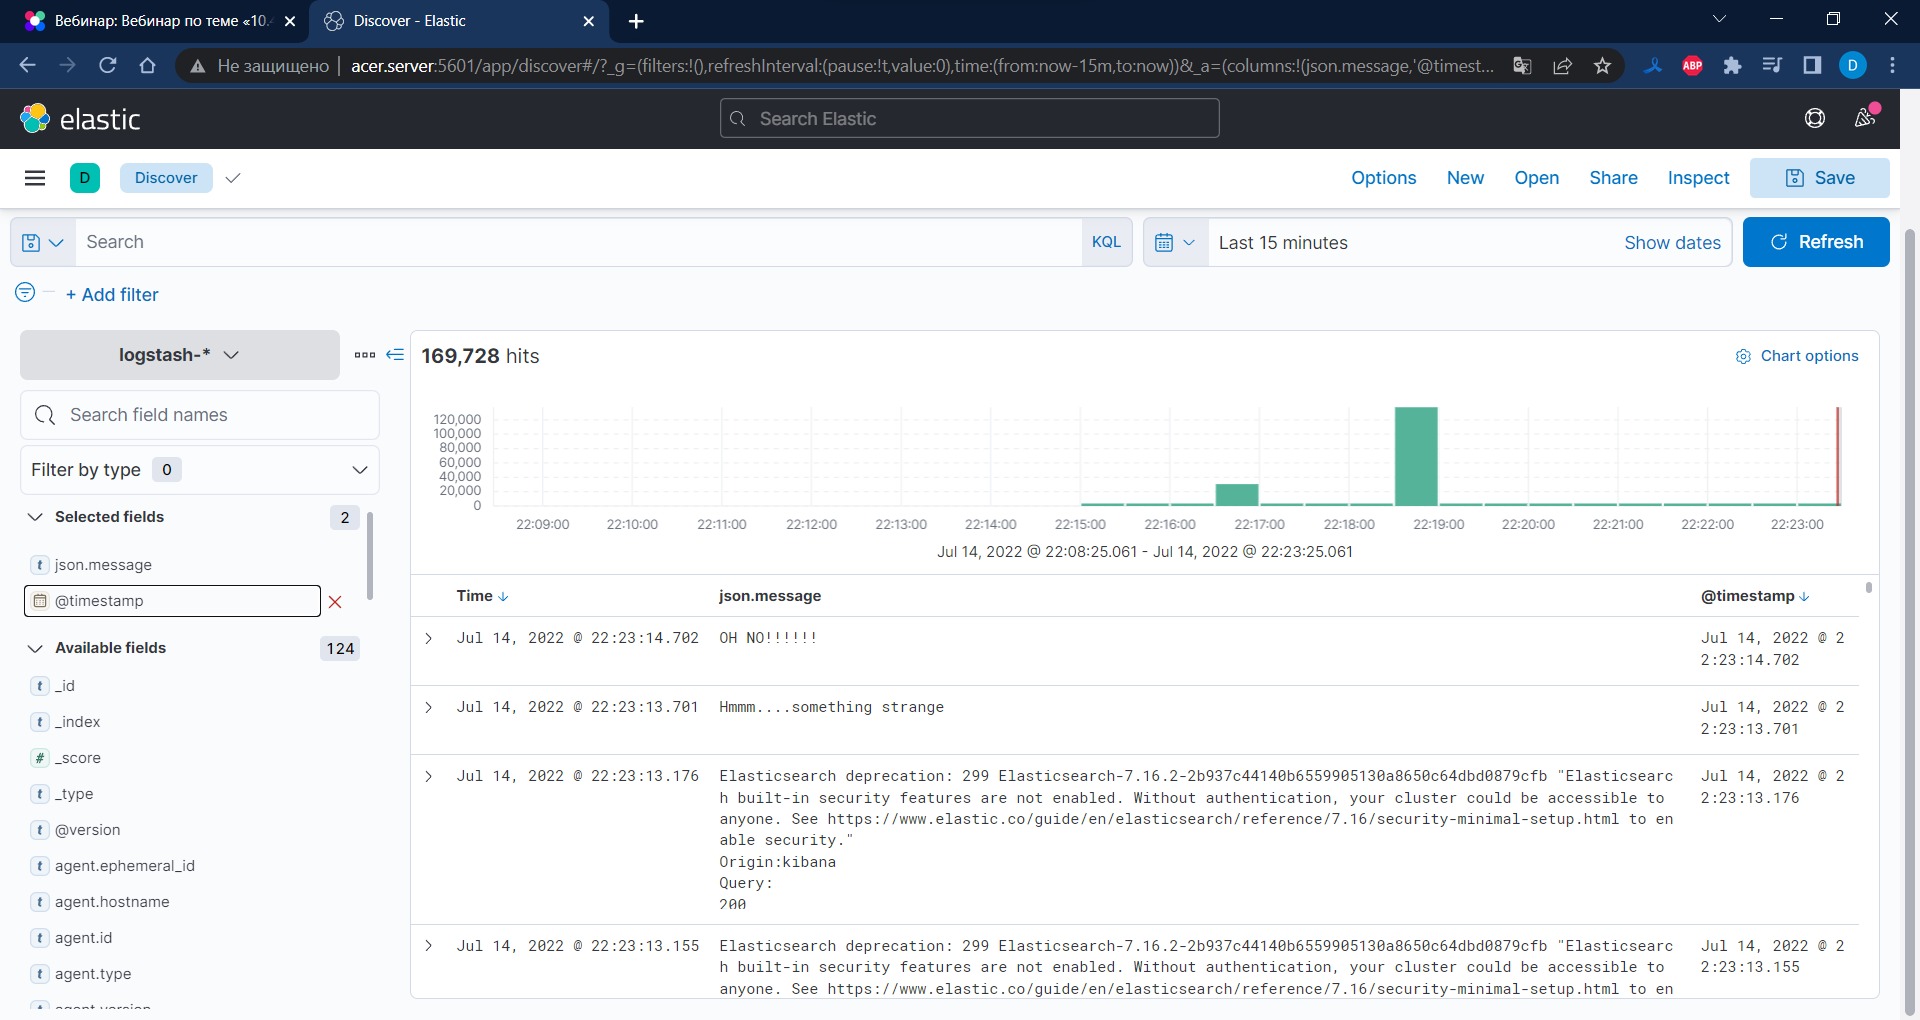 Вебинар: Вебинар по теме «10.
Discover - Elastic
Не защищено
acer.server:5601/app/discover#/?_g=(filters:!(),refreshInterval:(pause:!t,value:0),time:(from:now-15m,to:now))&_a=(columns:!(json.message,'@timest...
ABP
D
elastic
Search Elastic
D
Discover
Options
New
Open
Share
Inspect
Save
Search
KQL
Last 15 minutes
Show dates
Refresh
+ Add filter
logstash-*
Search field names
Filter by type 0
Selected fields 2
t json.message
@timestamp
Available fields 124
t _id
t _index
# _score
t _type
t @version
t agent.ephemeral_id
t agent.hostname
t agent.id
t agent.type
agent.version
169,728 hits
Chart options
120,000
100,000
80,000
60,000
40,000
20,000
0
22:09:00 22:10:00 22:11:00 22:12:00 22:13:00 22:14:00 22:15:00 22:16:00 22:17:00 22:18:00 22:19:00 22:20:00 22:21:00 22:22:00 22:23:00
Jul 14, 2022 @ 22:08:25.061 - Jul 14, 2022 @ 22:23:25.061
Time json.message @timestamp
Jul 14, 2022 @ 22:23:14.702 OH NO!!!!!! Jul 14, 2022 @ 2
2:23:14.702
Jul 14, 2022 @ 22:23:13.701 Hmmm....something strange Jul 14, 2022 @ 2
2:23:13.701
Jul 14, 2022 @ 22:23:13.176 Elasticsearch deprecation: 299 Elasticsearch-7.16.2-2b937c44140b6559905130a8650c64dbd0879cfb "Elasticsearc Jul 14, 2022 @ 2
h built-in security features are not enabled. Without authentication, your cluster could be accessible to 2:23:13.176
anyone. See https://www.elastic.co/guide/en/elasticsearch/reference/7.16/security-minimal-setup.html to en
able security."
Origin:kibana
Query:
200
Jul 14, 2022 @ 22:23:13.155 Elasticsearch deprecation: 299 Elasticsearch-7.16.2-2b937c44140b6559905130a8650c64dbd0879cfb "Elasticsearc Jul 14, 2022 @ 2
h built-in security features are not enabled. Without authentication, your cluster could be accessible to 2:23:13.155
anyone. See https://www.elastic.co/guide/en/elasticsearch/reference/7.16/security-minimal-setup.html to en